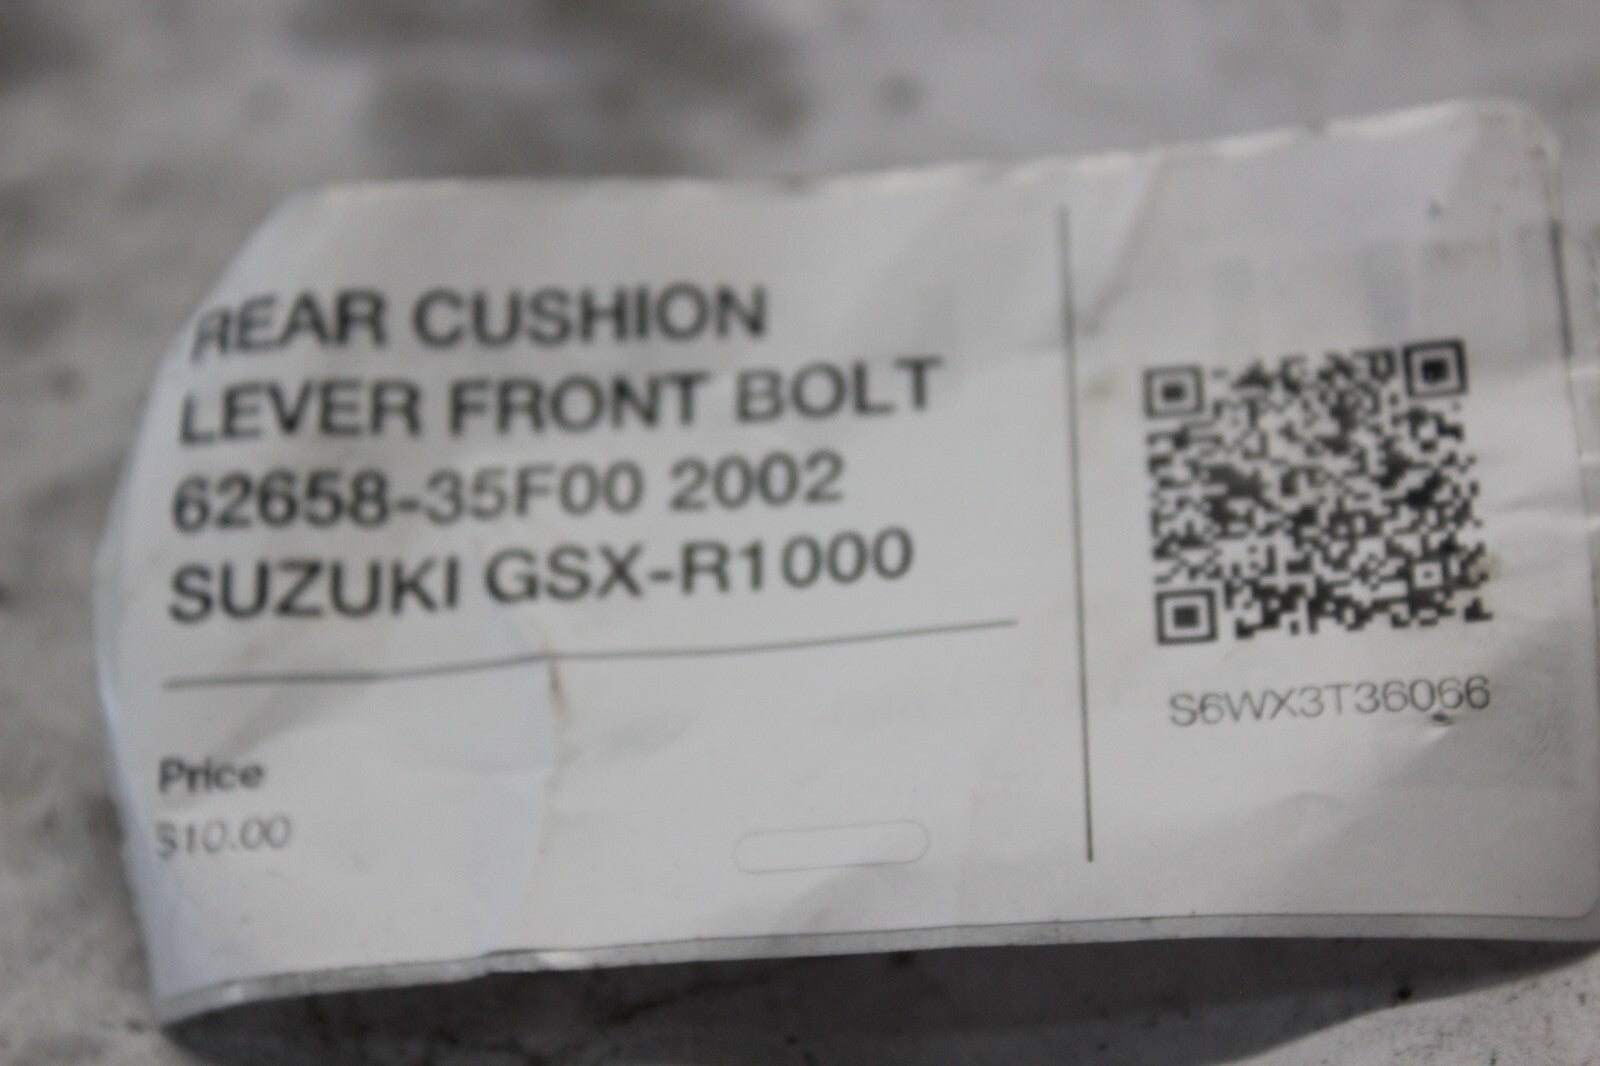 REAR CUSHION
LEVER FRONT BOLT
62658-35F00 2002
SUZUKI GSX-R1000
Price
$10.00
S6WX3T36066